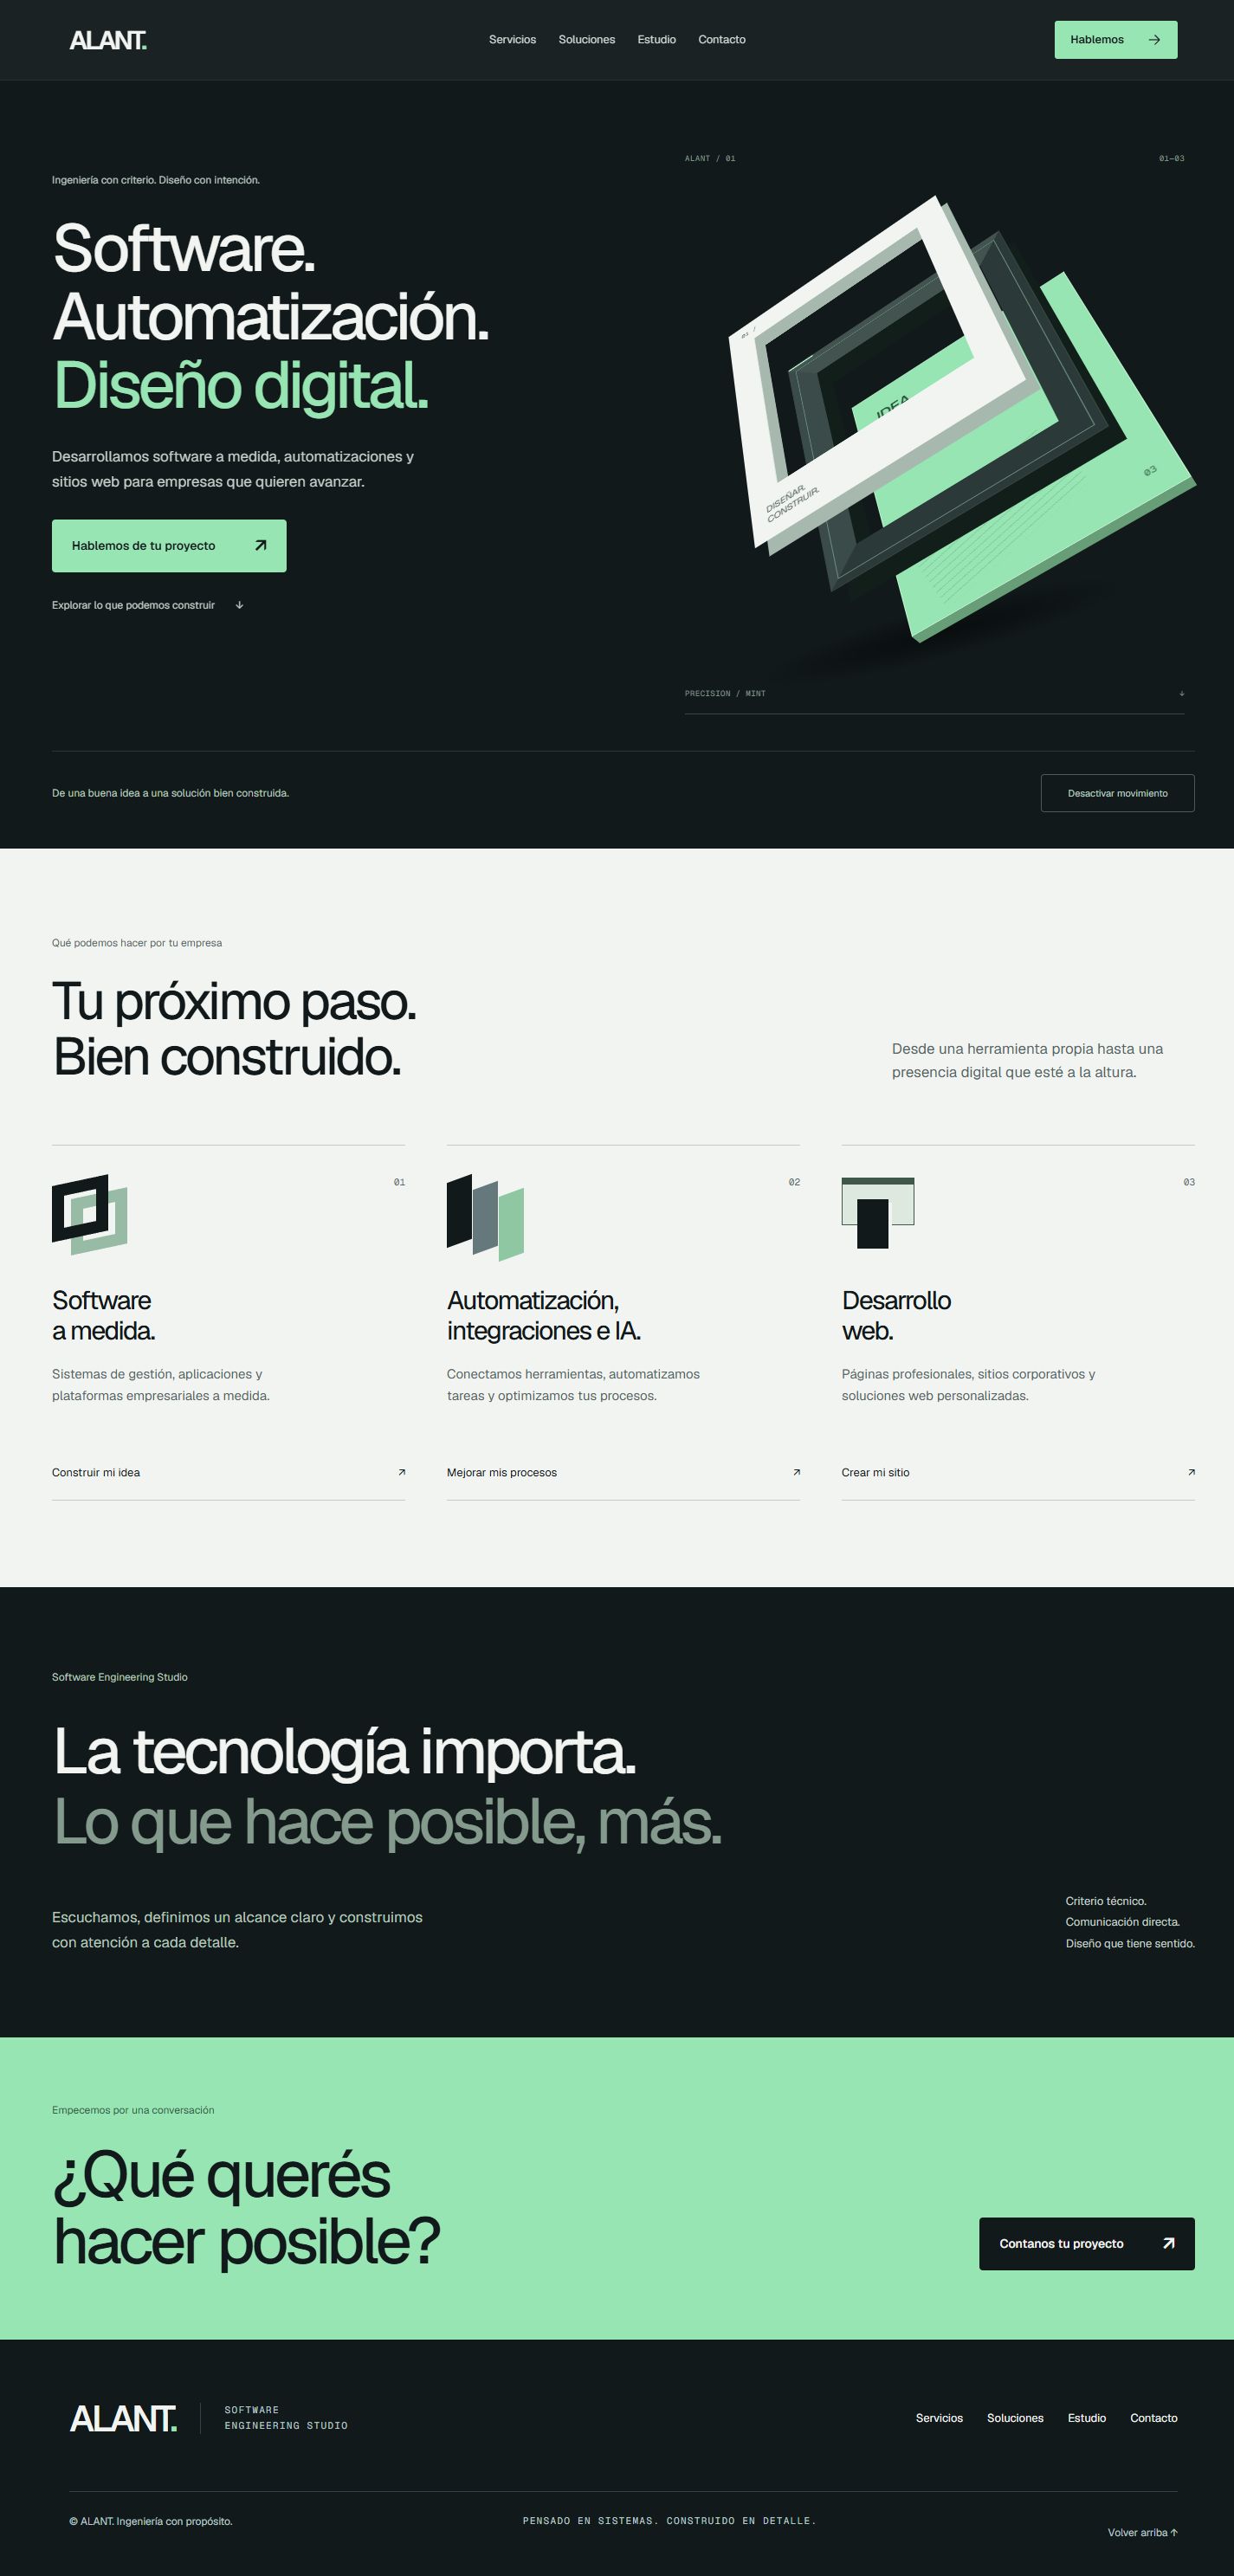 ALANT.
Servicios Soluciones Estudio Contacto
Hablemos →
ALANT / 01
01—03
Ingeniería con criterio. Diseño con intención.
Software.
Automatización.
Diseño digital.
Desarrollamos software a medida, automatizaciones y
sitios web para empresas que quieren avanzar.
Hablemos de tu proyecto ↗
Explorar lo que podemos construir ↓
01 /
IDEA
DISEÑAR.
CONSTRUIR.
03
PRECISION / MINT ↓
De una buena idea a una solución bien construida.
Desactivar movimiento
Qué podemos hacer por tu empresa
Tu próximo paso.
Bien construido.
Desde una herramienta propia hasta una
presencia digital que esté a la altura.
01
Software
a medida.
Sistemas de gestión, aplicaciones y
plataformas empresariales a medida.
Construir mi idea ↗
02
Automatización,
integraciones e IA.
Conectamos herramientas, automatizamos
tareas y optimizamos tus procesos.
Mejorar mis procesos ↗
03
Desarrollo
web.
Páginas profesionales, sitios corporativos y
soluciones web personalizadas.
Crear mi sitio ↗
Software Engineering Studio
La tecnología importa.
Lo que hace posible, más.
Escuchamos, definimos un alcance claro y construimos
con atención a cada detalle.
Criterio técnico.
Comunicación directa.
Diseño que tiene sentido.
Empecemos por una conversación
¿Qué querés
hacer posible?
Contanos tu proyecto ↗
ALANT.
SOFTWARE
ENGINEERING STUDIO
Servicios Soluciones Estudio Contacto
© ALANT. Ingeniería con propósito.
PENSADO EN SISTEMAS. CONSTRUIDO EN DETALLE.
Volver arriba ↑